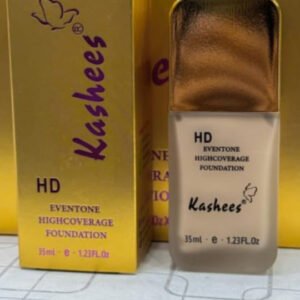 Kashees®
HD
EVENTONE
HIGHCOVERAGE
FOUNDATION
35ml · e · 1.23FL.Oz
HD
EVENTONE
HIGHCOVERAGE
FOUNDATION
Kashees
35ml · e · 1.23FL.Oz